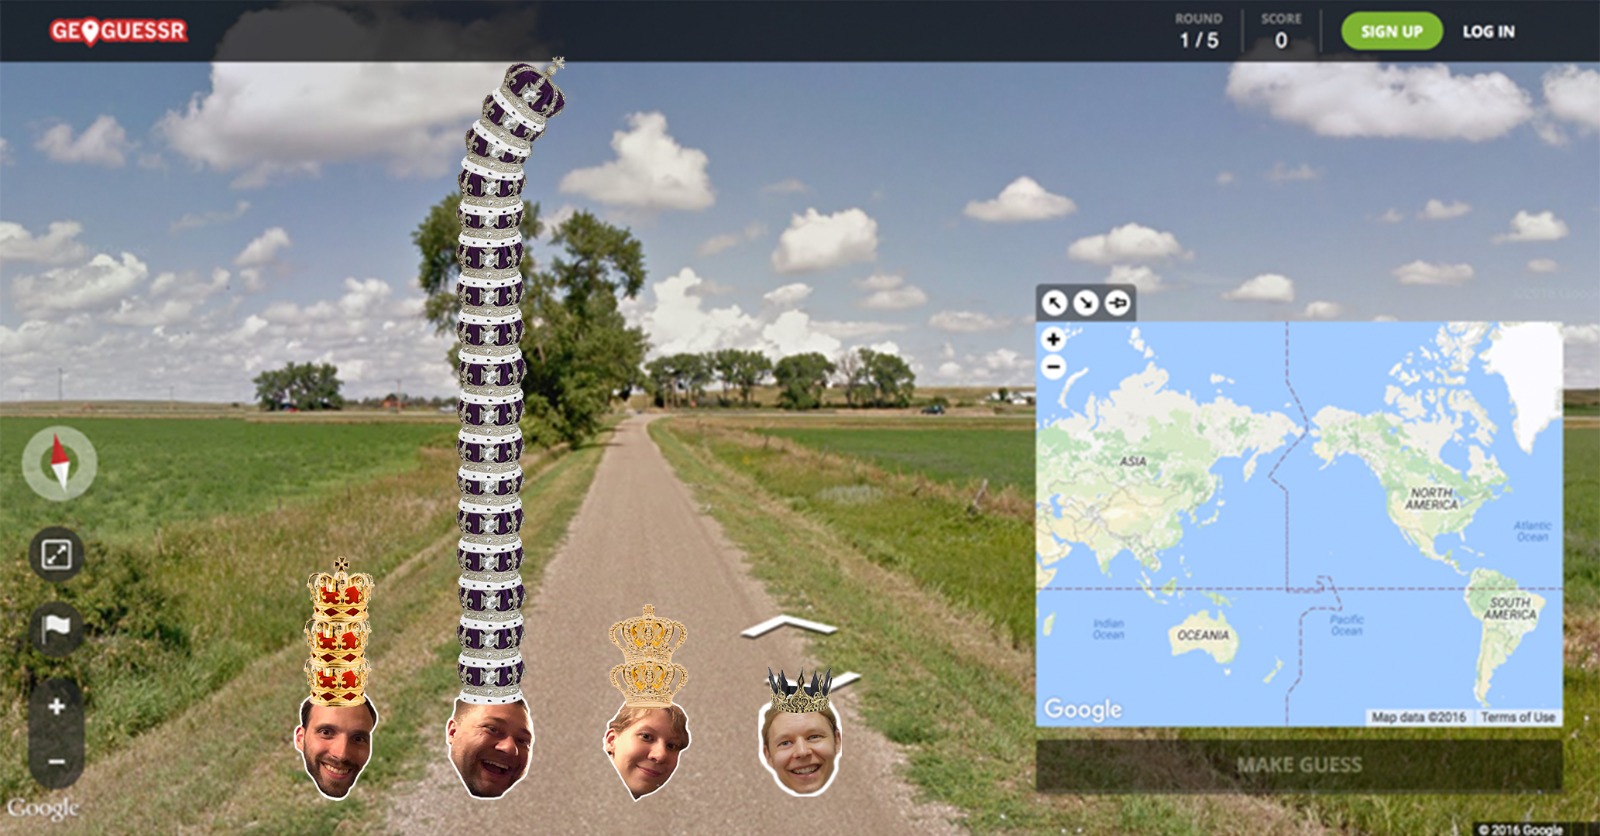 GEOGUESSR
ROUND
1 / 5
SCORE
0
SIGN UP
LOG IN
+
−
ASIA
NORTH
AMERICA
Atlantic
Ocean
SOUTH
AMERICA
Indian
Ocean
OCEANIA
Pacific
Ocean
Google
Map data ©2016
Terms of Use
MAKE GUESS
+
−
Google
© 2016 Google